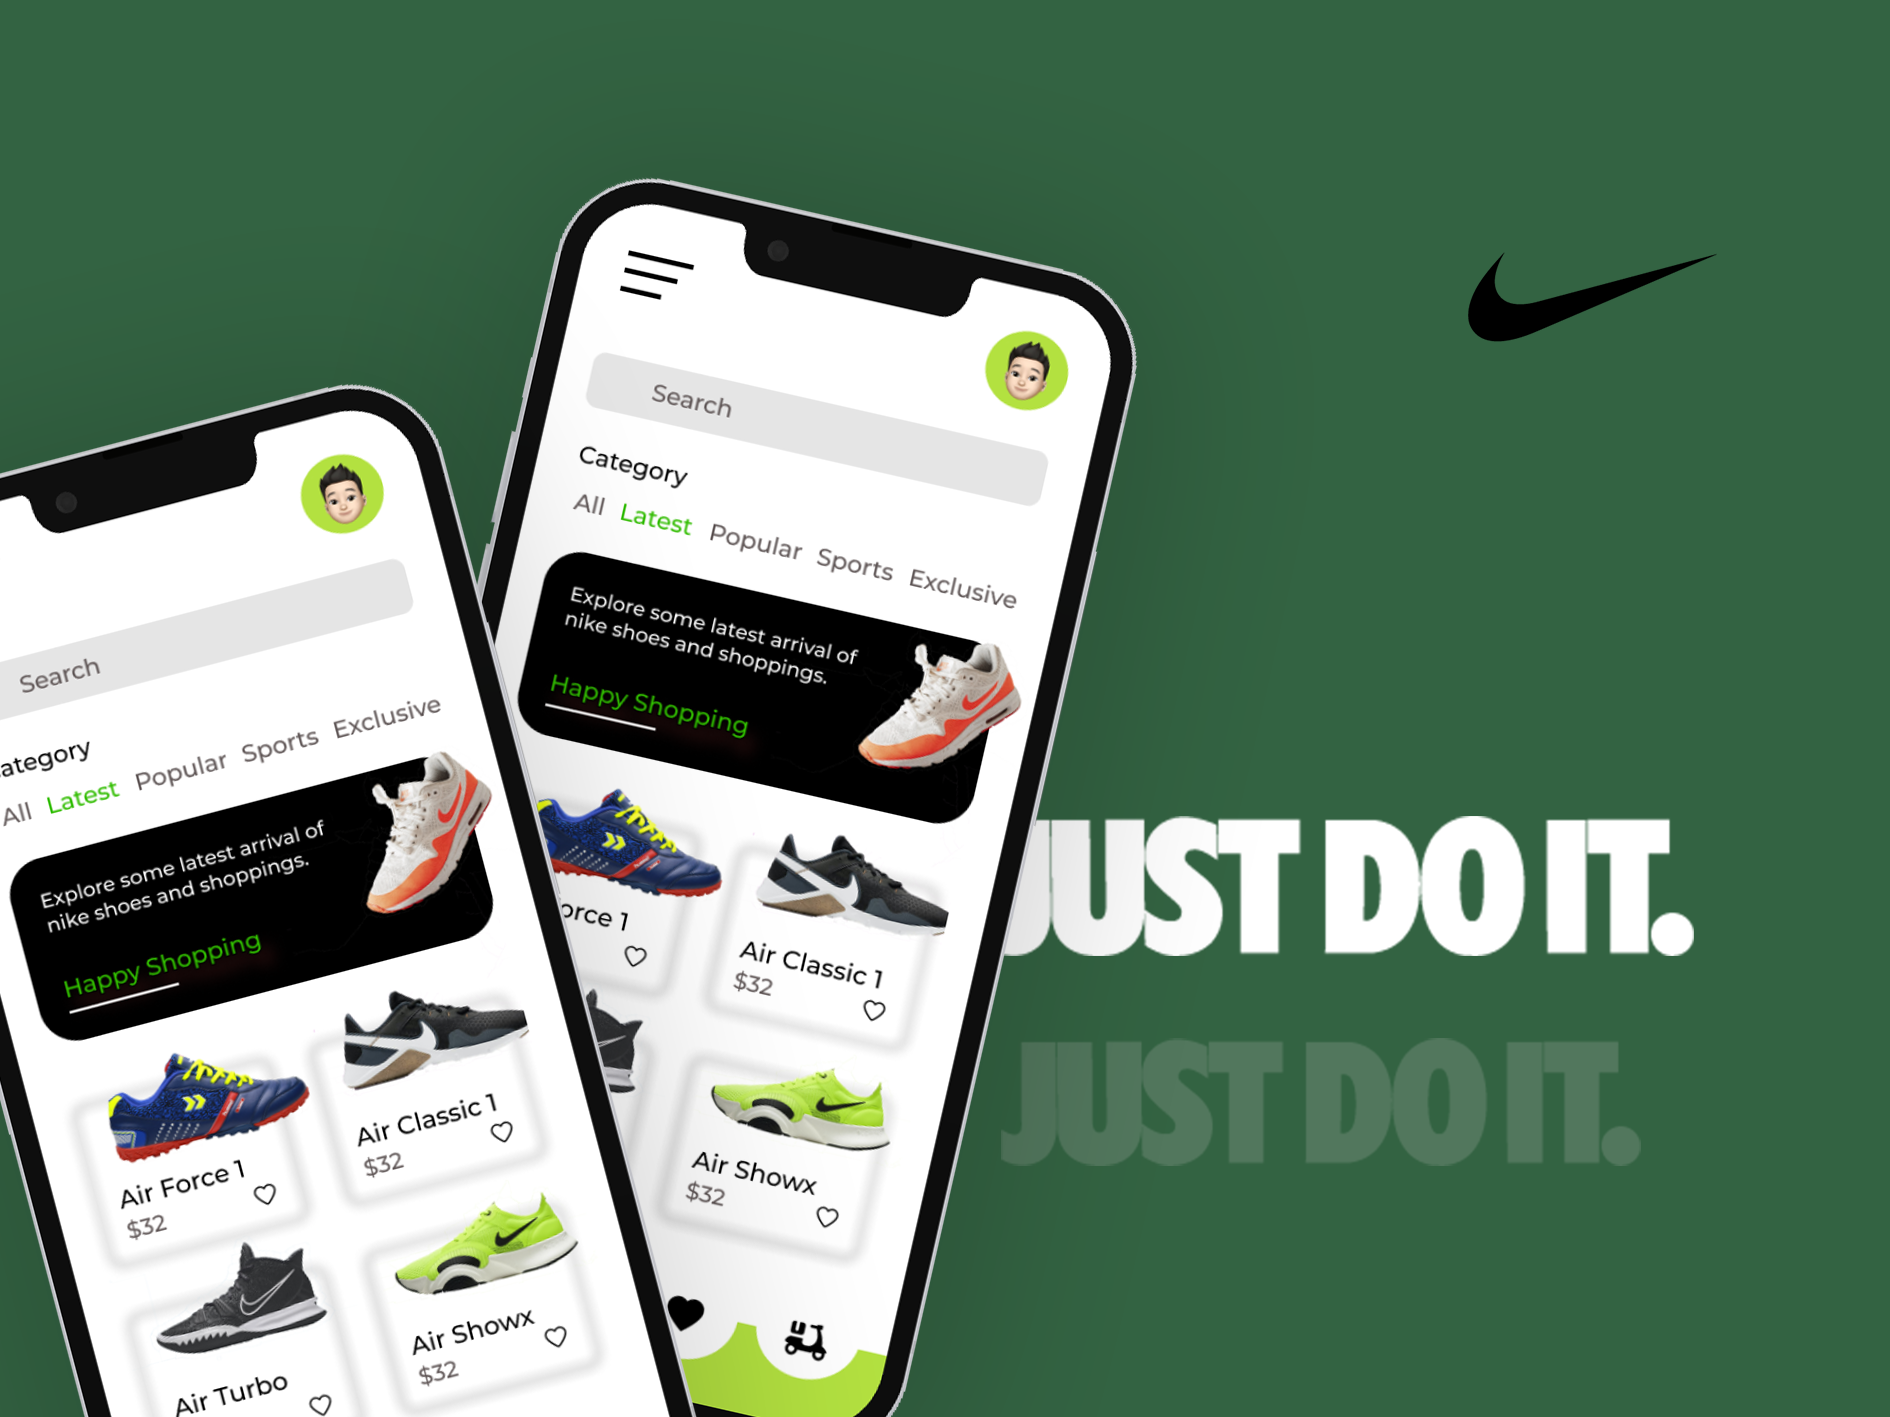 Search
Category
All Latest Popular Sports Exclusive
Explore some latest arrival of
nike shoes and shoppings.
Happy Shopping
orce 1
Air Classic 1
$32
Air Showx
$32
Search
ategory
All Latest Popular Sports Exclusive
Explore some latest arrival of
nike shoes and shoppings.
Happy Shopping
Air Force 1
$32
Air Classic 1
$32
Air Turbo
Air Showx
$32
JUST DO IT.
JUST DO IT.